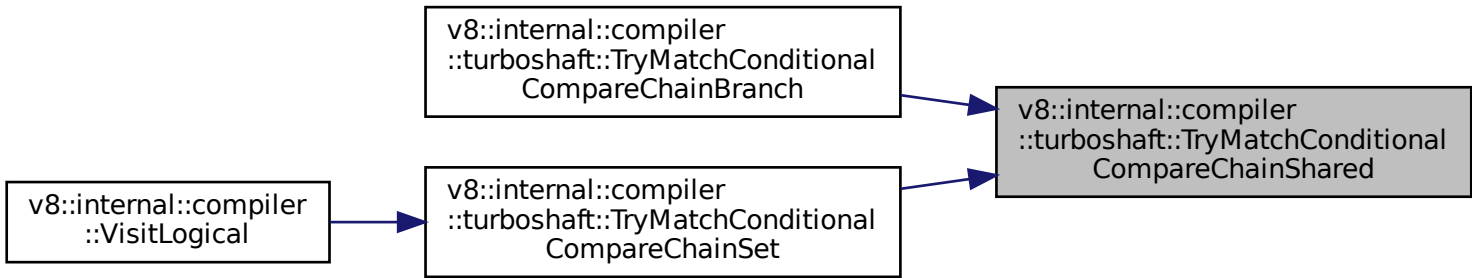 v8::internal::compiler
::turboshaft::TryMatchConditional
CompareChainBranch
v8::internal::compiler
::turboshaft::TryMatchConditional
CompareChainShared
v8::internal::compiler
::turboshaft::TryMatchConditional
CompareChainSet
v8::internal::compiler
::VisitLogical